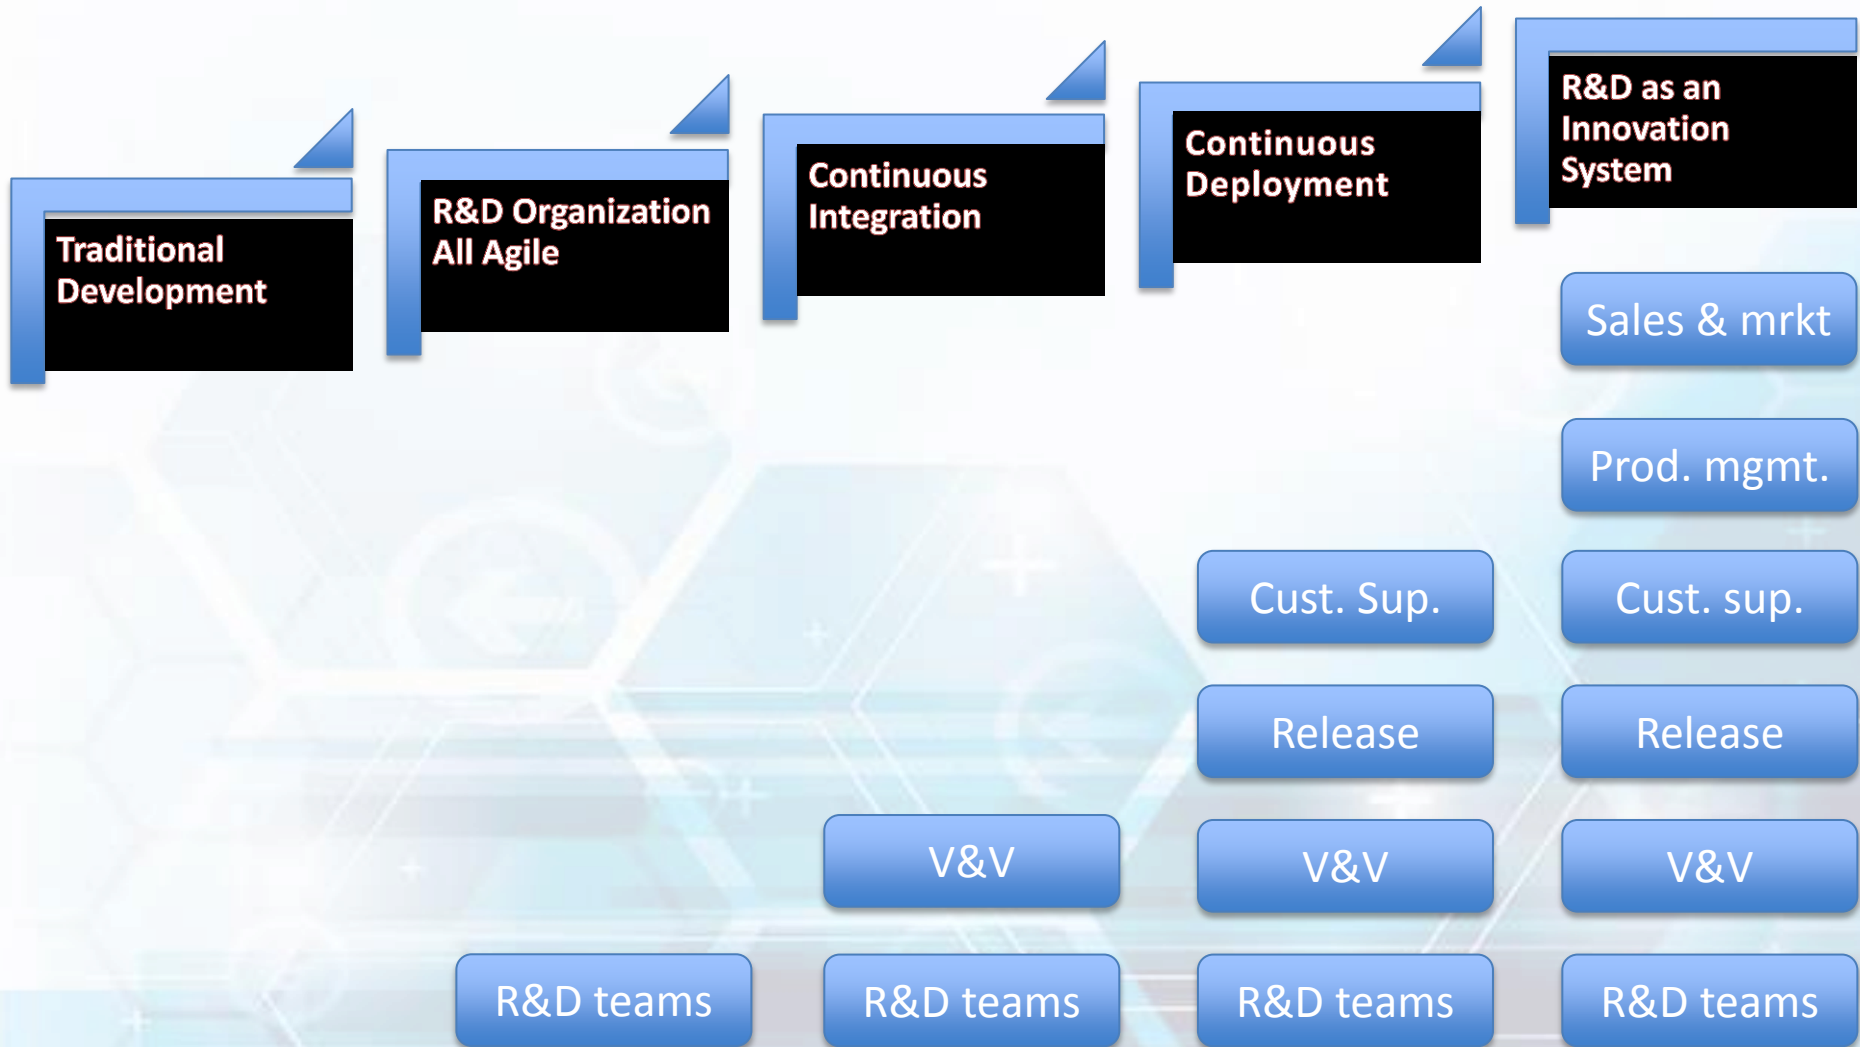 Traditional
Development
R&D Organization
All Agile
Continuous
Integration
Continuous
Deployment
R&D as an
Innovation
System
Sales & mrkt
Prod. mgmt.
Cust. Sup.
Cust. sup.
Release
Release
V&V
V&V
V&V
R&D teams
R&D teams
R&D teams
R&D teams